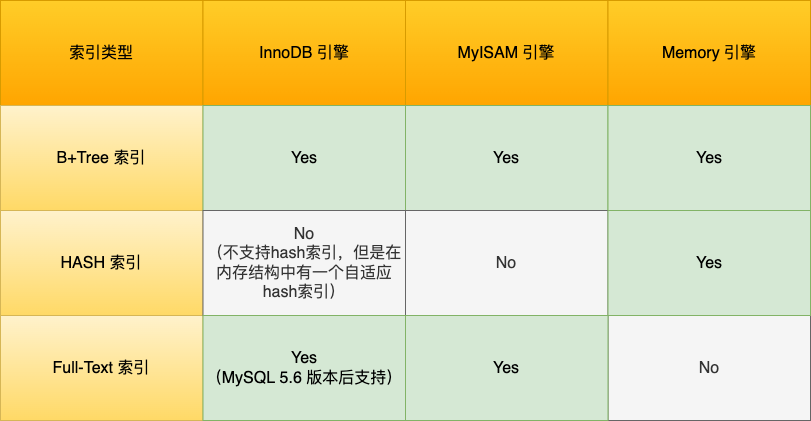 索引类型
InnoDB 引擎
MyISAM 引擎
Memory 引擎
B+Tree 索引
Yes
Yes
Yes
HASH 索引
No
（不支持hash索引，但是在
内存结构中有一个自适应
hash索引）
No
Yes
Full-Text 索引
Yes
（MySQL 5.6 版本后支持）
Yes
No